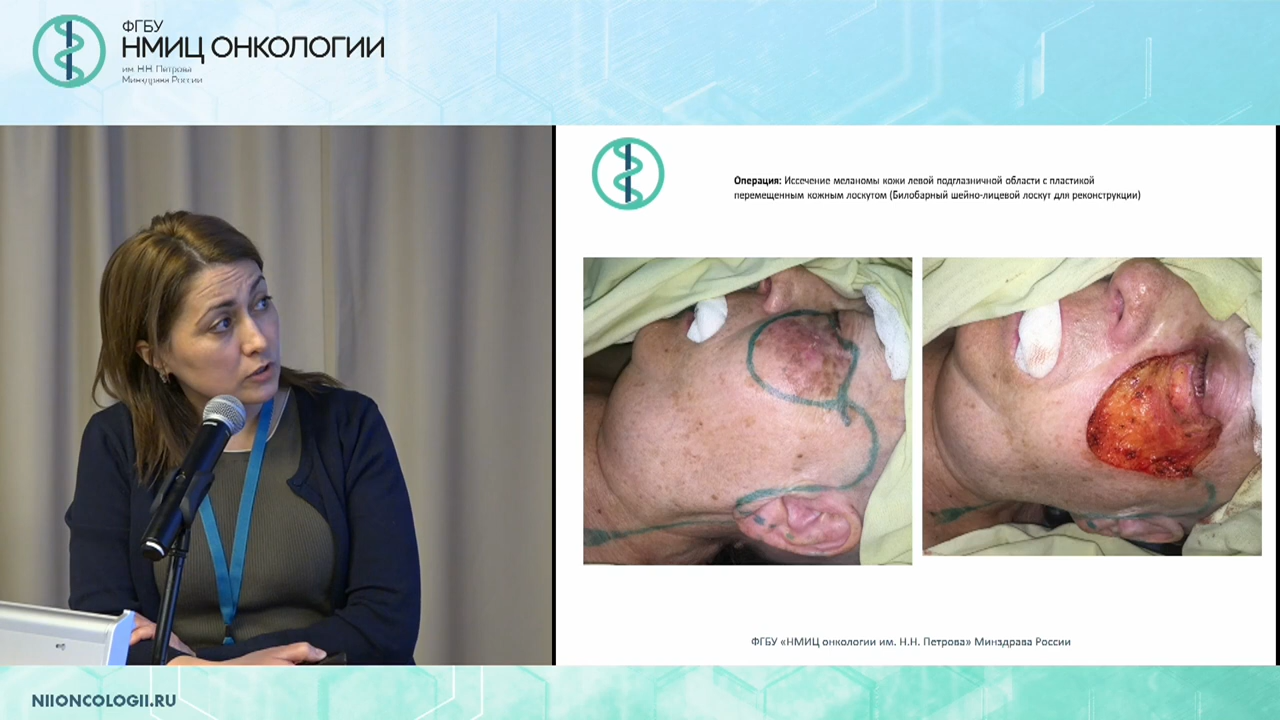 ФГБУ
НМИЦ ОНКОЛОГИИ
им. Н.Н. Петрова
Минздрава России
Операция: Иссечение меланомы кожи левой подглазничной области с пластикой
перемещенным кожным лоскутом (Билобарный шейно-лицевой лоскут для реконструкции)
ФГБУ «НМИЦ онкологии им. Н.Н. Петрова» Минздрава России
NIIONCOLOGII.RU